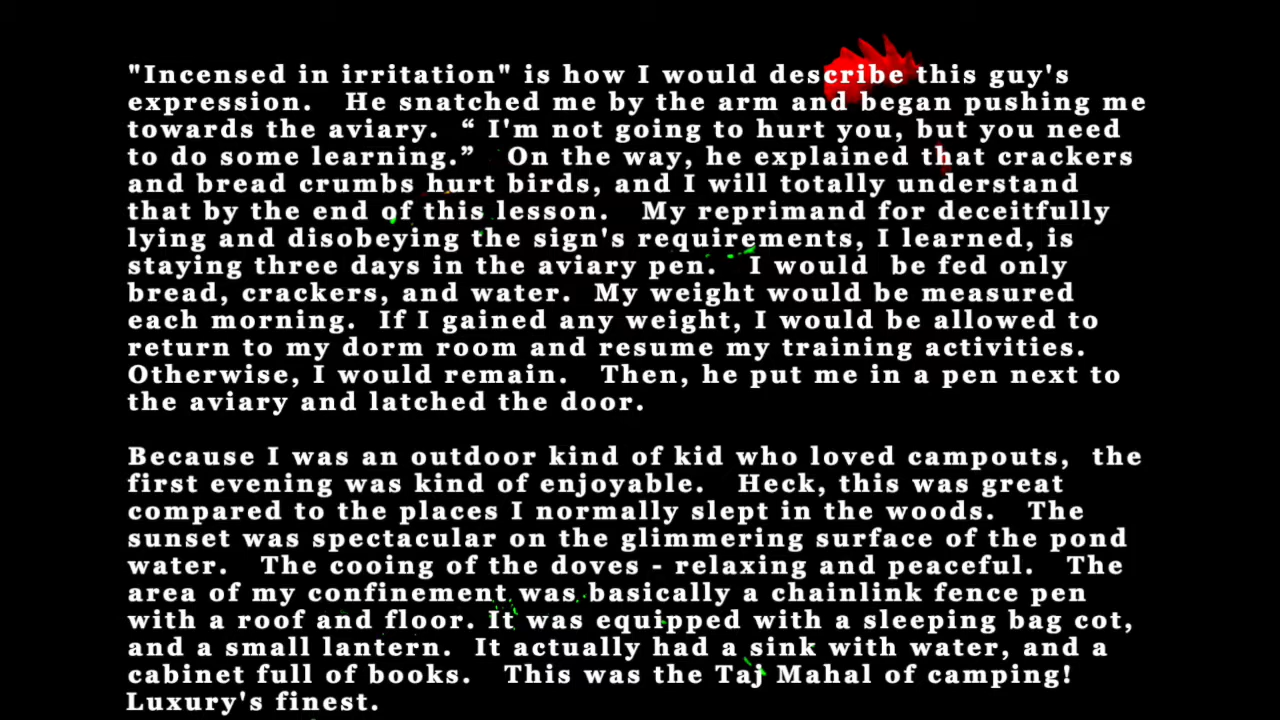 "Incensed in irritation" is how I would describe this guy's
expression.  He snatched me by the arm and began pushing me
towards the aviary.  “ I'm not going to hurt you, but you need
to do some learning.”  On the way, he explained that crackers
and bread crumbs hurt birds, and I will totally understand
that by the end of this lesson.  My reprimand for deceitfully
lying and disobeying the sign's requirements, I learned, is
staying three days in the aviary pen.  I would  be fed only
bread, crackers, and water.  My weight would be measured
each morning.  If I gained any weight, I would be allowed to
return to my dorm room and resume my training activities.
Otherwise, I would remain.  Then, he put me in a pen next to
the aviary and latched the door.

Because I was an outdoor kind of kid who loved campouts,  the
first evening was kind of enjoyable.  Heck, this was great
compared to the places I normally slept in the woods.  The
sunset was spectacular on the glimmering surface of the pond
water.  The cooing of the doves - relaxing and peaceful.  The
area of my confinement was basically a chainlink fence pen
with a roof and floor. It was equipped with a sleeping bag cot,
and a small lantern.  It actually had a sink with water, and a
cabinet full of books.  This was the Taj Mahal of camping!
Luxury's finest.